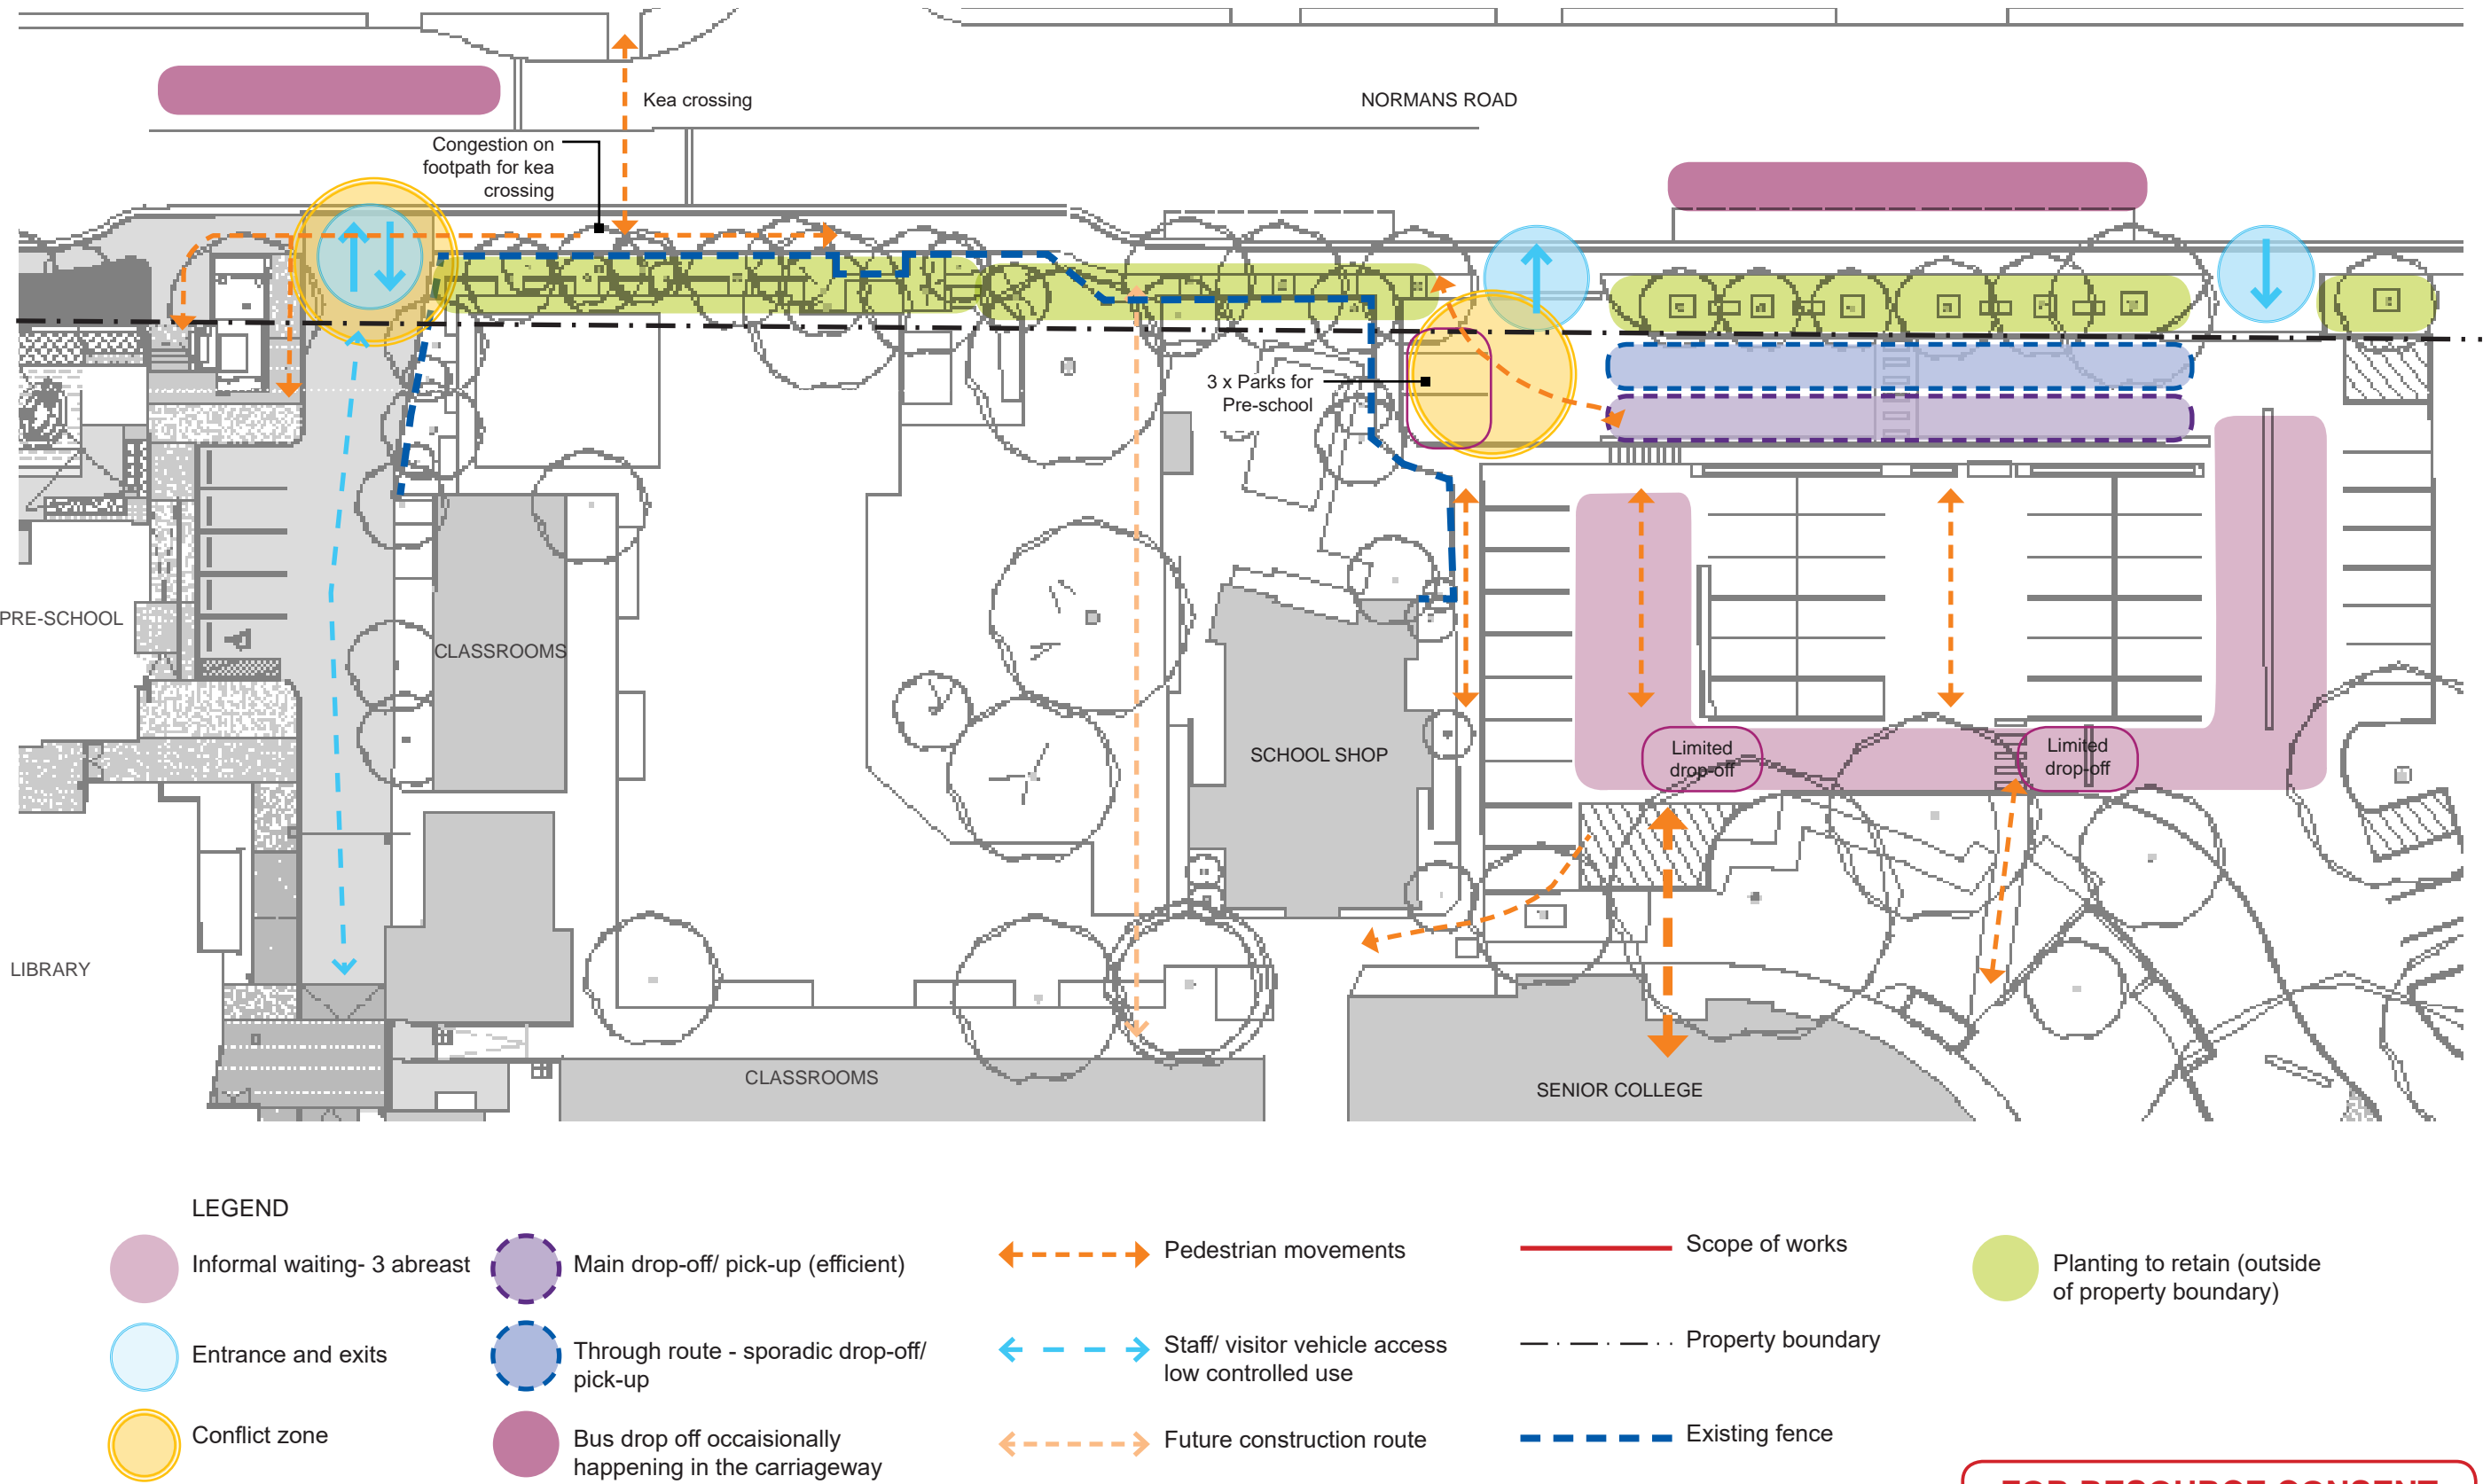 Kea crossing
NORMANS ROAD
Congestion on
footpath for kea
crossing
3 x Parks for
Pre-school
PRE-SCHOOL
CLASSROOMS
SCHOOL SHOP
Limited
drop-off
Limited
drop-off
LIBRARY
CLASSROOMS
SENIOR COLLEGE
LEGEND
Informal waiting- 3 abreast
Entrance and exits
Conflict zone
Main drop-off/ pick-up (efficient)
Through route - sporadic drop-off/
pick-up
Bus drop off occaisionally
happening in the carriageway
Pedestrian movements
Staff/ visitor vehicle access
low controlled use
Future construction route
Scope of works
Property boundary
Existing fence
Planting to retain (outside
of property boundary)
FOR RESOURCE CONSENT